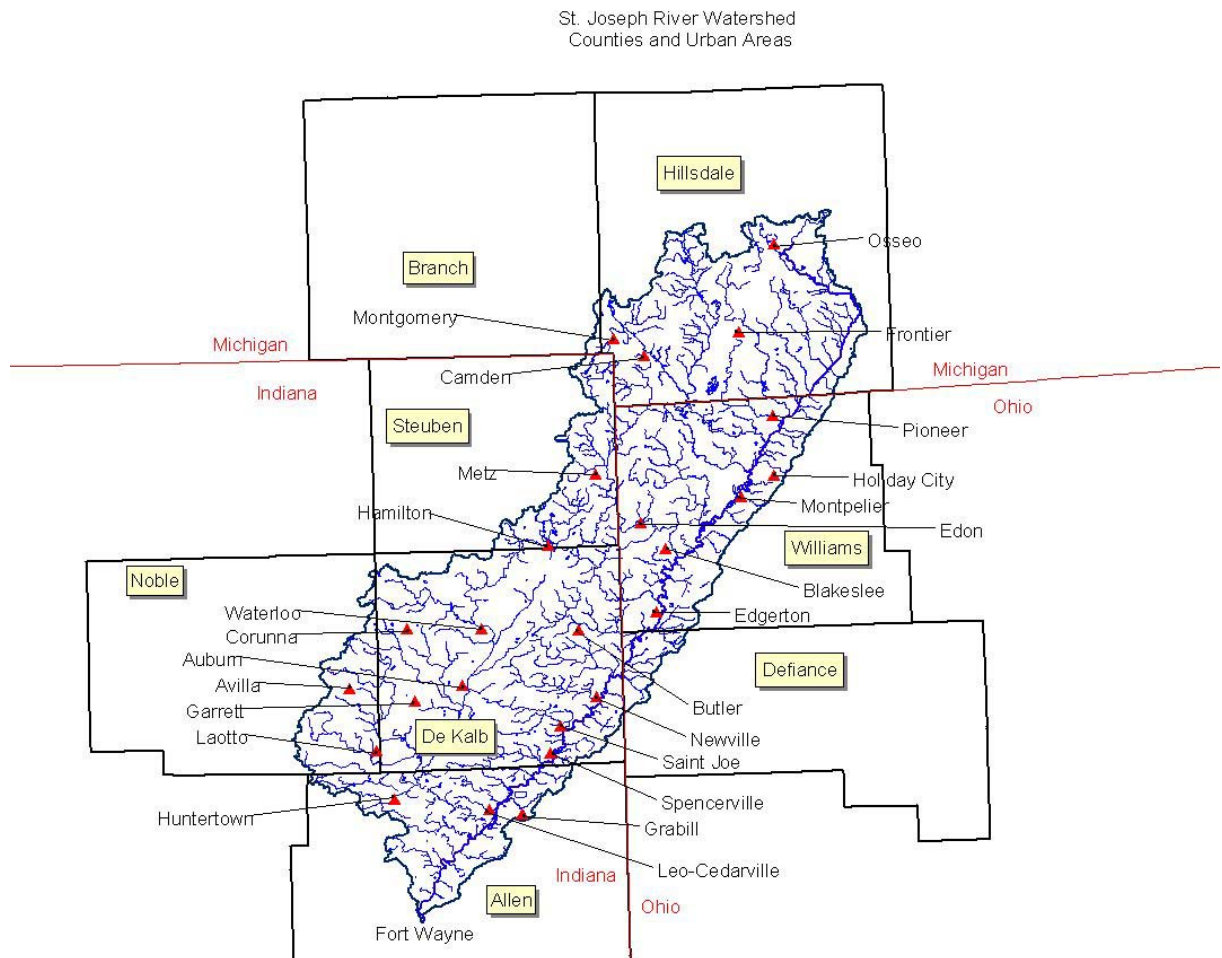 St. Joseph River Watershed
Counties and Urban Areas
Hillsdale
Osseo
Branch
Montgomery
Frontier
Michigan
Camden
Michigan
Indiana
Ohio
Steuben
Pioneer
Metz
Holiday City
Montpelier
Hamilton
Edon
Williams
Noble
Blakeslee
Waterloo
Edgerton
Corunna
Auburn
Defiance
Avilla
Butler
Garrett
De Kalb
Newville
Laotto
Saint Joe
Spencerville
Huntertown
Grabill
Leo-Cedarville
Indiana
Allen
Ohio
Fort Wayne